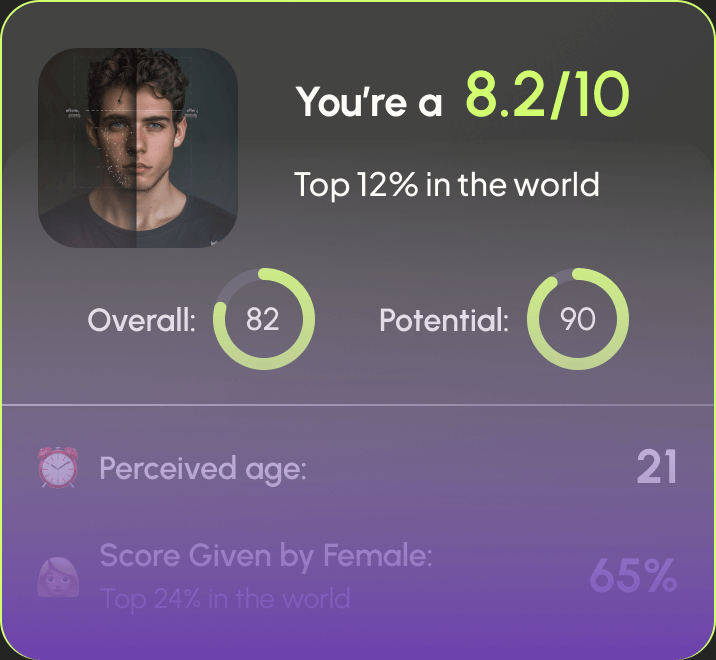 You're a 8.2/10
Top 12% in the world
Overall: 82 Potential: 90
Perceived age: 21
Score Given by Female: 65%
Top 24% in the world